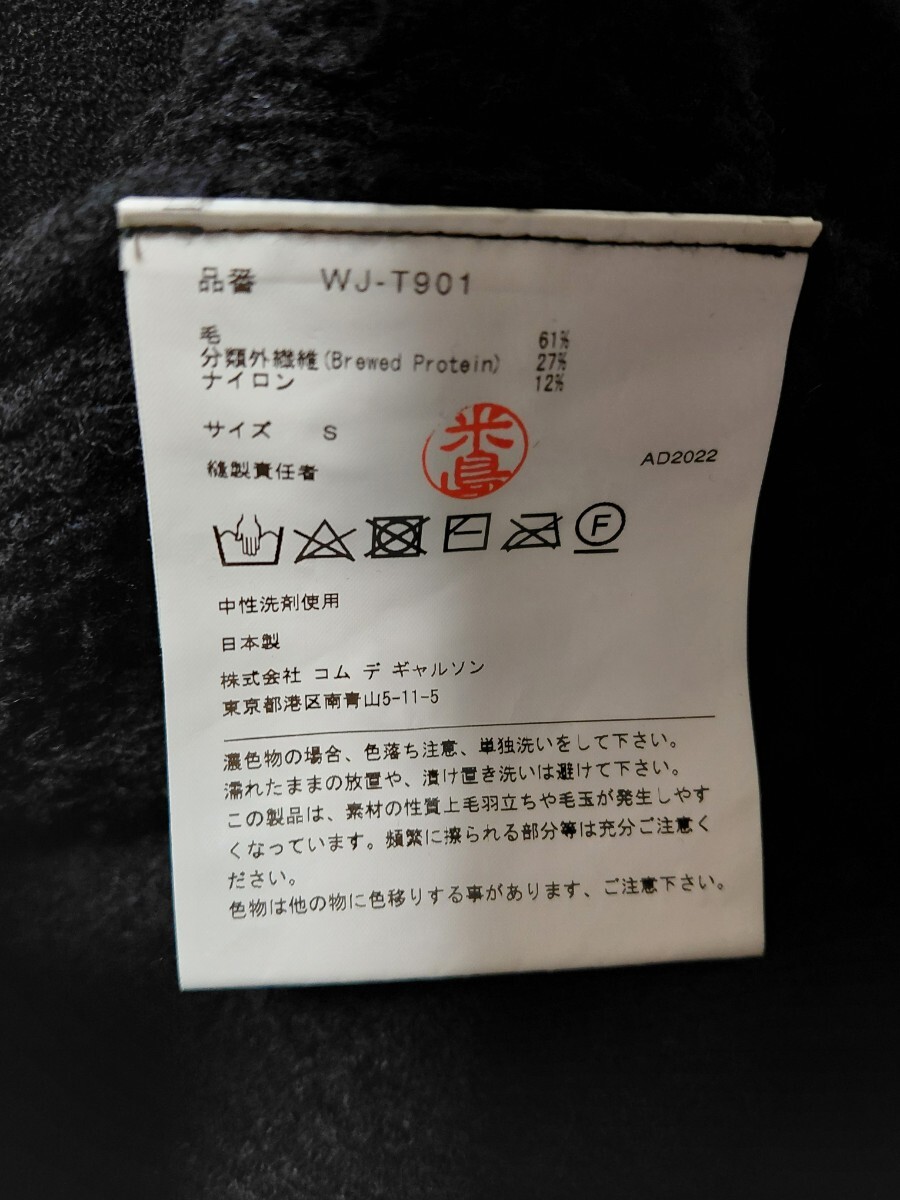 品番 WJ-T901
毛 61%
分類外繊維(Brewed Protein) 27%
ナイロン 12%
サイズ S
米島
縫製責任者
AD2022
F
中性洗剤使用
日本製
株式会社 コム デ ギャルソン
東京都港区南青山5-11-5
濃色物の場合、色落ち注意、単独洗いをして下さい。
濡れたままの放置や、漬け置き洗いは避けて下さい。
この製品は、素材の性質上毛羽立ちや毛玉が発生しやす
くなっています。頻繁に擦られる部分等は充分ご注意く
ださい。
色物は他の物に色移りする事があります、ご注意下さい。